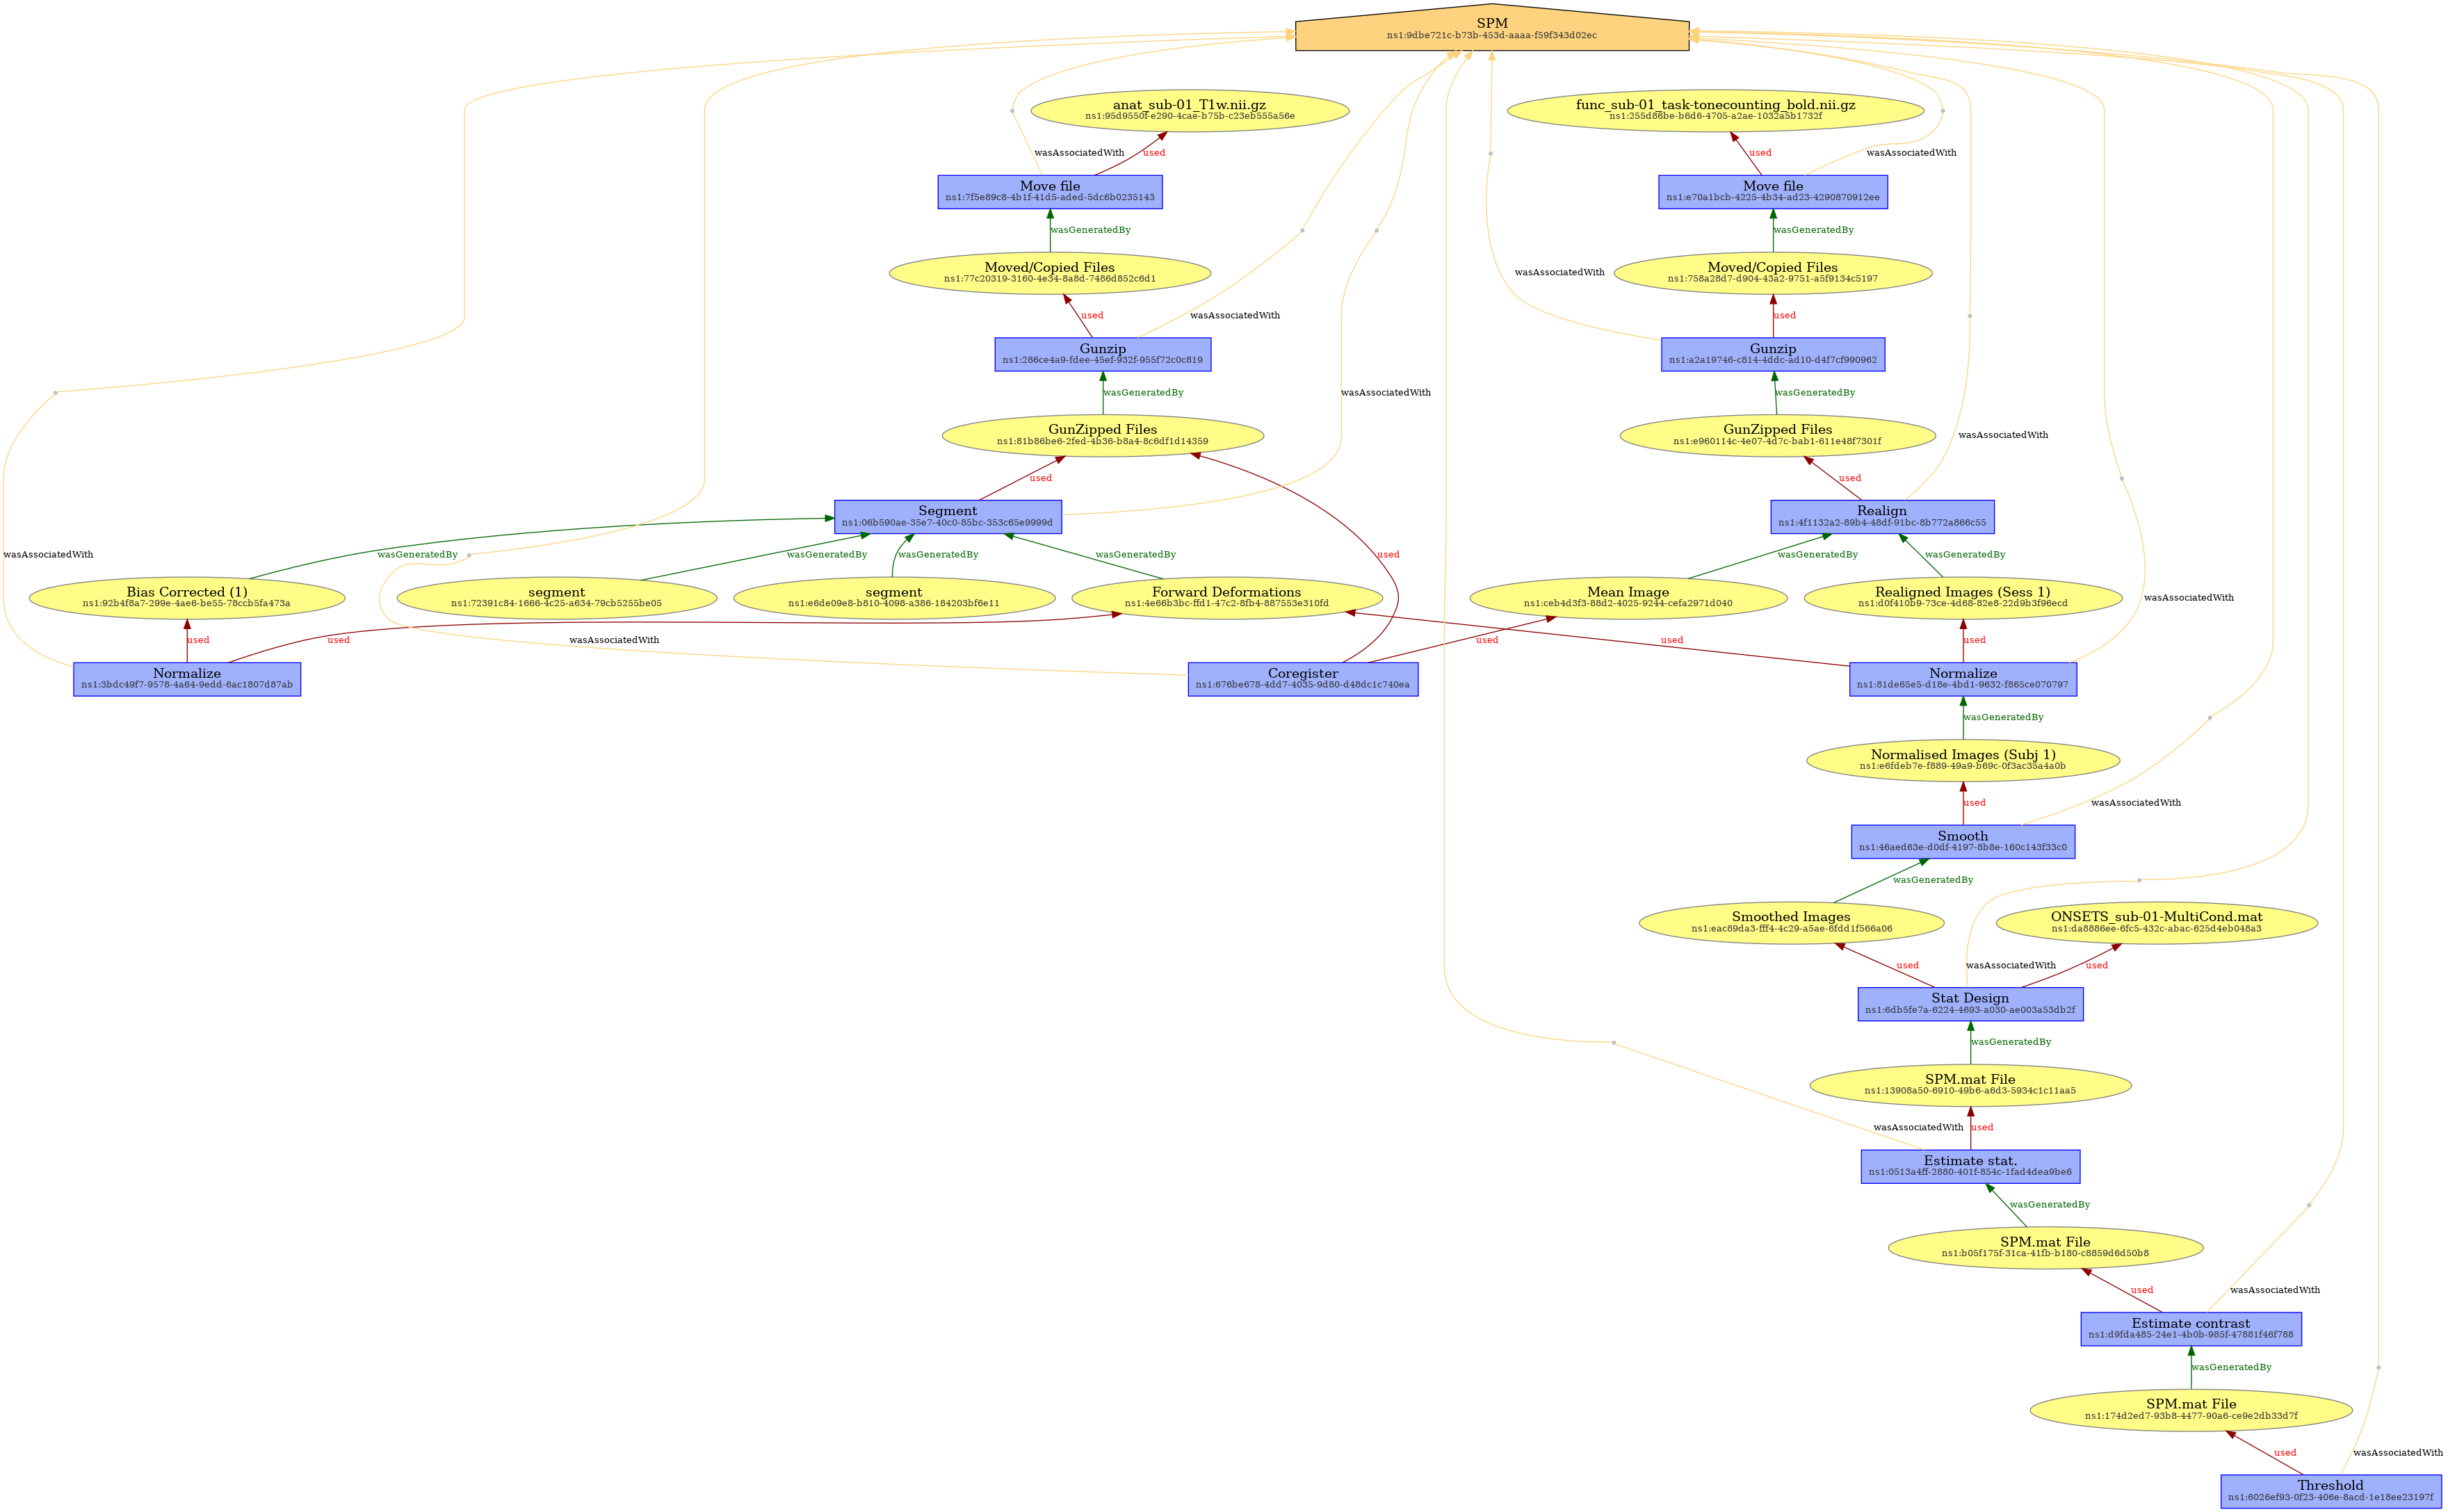 SPM
ns1:9dbe721c-b73b-453d-aaaa-f59f343d02ec
anat_sub-01_T1w.nii.gz
ns1:95d9550f-e290-4cae-b75b-c23eb555a56e
func_sub-01_task-tonecounting_bold.nii.gz
ns1:255d86be-b6d6-4705-a2ae-1032a5b1732f
wasAssociatedWith
used
used
wasAssociatedWith
Move file
ns1:7f5e89c8-4b1f-41d5-aded-5dc6b0235143
Move file
ns1:e70a1bcb-4225-4b34-ad23-4290870912ee
wasGeneratedBy
wasGeneratedBy
Moved/Copied Files
ns1:77c20319-3160-4e34-8a8d-7486d852c6d1
wasAssociatedWith
Moved/Copied Files
ns1:758a28d7-d904-43a2-9751-a5f9134c5197
used
wasAssociatedWith
used
Gunzip
ns1:286ce4a9-fdee-45ef-932f-955f72c0c819
Gunzip
ns1:a2a19746-c814-4ddc-ad10-d4f7cf990962
wasGeneratedBy
wasAssociatedWith
wasGeneratedBy
GunZipped Files
ns1:81b86be6-2fed-4b36-b8a4-8c6df1d14359
GunZipped Files
ns1:e960114c-4e07-4d7c-bab1-611e48f7301f
wasAssociatedWith
used
used
Segment
ns1:06b590ae-35e7-40c0-85bc-353c65e9999d
Realign
ns1:4f1132a2-89b4-48df-91bc-8b772a866c55
wasAssociatedWith
wasGeneratedBy
wasGeneratedBy
wasGeneratedBy
wasGeneratedBy
used
wasGeneratedBy
wasGeneratedBy
Bias Corrected (1)
ns1:92b4f8a7-299e-4ae6-be55-78ccb5fa473a
segment
ns1:72391c84-1666-4c25-a634-79cb5255be05
segment
ns1:e6de09e8-b810-4098-a386-184203bf6e11
Forward Deformations
ns1:4e66b3bc-ffd1-47c2-8fb4-887553e310fd
Mean Image
ns1:ceb4d3f3-88d2-4025-9244-cefa2971d040
Realigned Images (Sess 1)
ns1:d0f410b9-73ce-4d68-82e8-22d9b3f96ecd
wasAssociatedWith
used
used
wasAssociatedWith
used
used
used
Normalize
ns1:3bdc49f7-9578-4a64-9edd-6ac1807d87ab
Coregister
ns1:676be678-4dd7-4035-9d80-d48dc1c740ea
Normalize
ns1:81de65e5-d18e-4bd1-9632-f865ce070797
wasGeneratedBy
Normalised Images (Subj 1)
ns1:e6fdeb7e-f889-49a9-b69c-0f3ac35a4a0b
used
wasAssociatedWith
Smooth
ns1:46aed63e-d0df-4197-8b8e-160c143f33c0
wasGeneratedBy
Smoothed Images
ns1:eac89da3-fff4-4c29-a5ae-6fdd1f566a06
ONSETS_sub-01-MultiCond.mat
ns1:da8886ee-6fc5-432c-abac-625d4eb048a3
used
wasAssociatedWith
used
Stat Design
ns1:6db5fe7a-6224-4693-a030-ae003a53db2f
wasGeneratedBy
SPM.mat File
ns1:13908a50-6910-49b6-a6d3-5934c1c11aa5
wasAssociatedWith
used
Estimate stat.
ns1:0513a4ff-2880-401f-854c-1fad4dea9be6
wasGeneratedBy
SPM.mat File
ns1:b05f175f-31ca-41fb-b180-c8859d6d50b8
used
wasAssociatedWith
Estimate contrast
ns1:d9fda485-24e1-4b0b-985f-47881f46f788
wasGeneratedBy
SPM.mat File
ns1:174d2ed7-93b8-4477-90a6-ce9e2db33d7f
used
wasAssociatedWith
Threshold
ns1:6026ef93-0f23-406e-8acd-1e18ee23197f